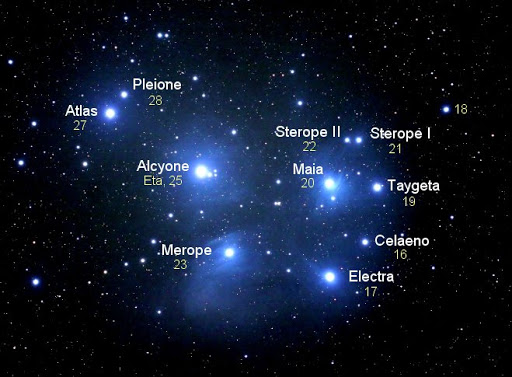 Pleione
28
Atlas
27
18
Sterope II
22
Sterope I
21
Alcyone
Eta, 25
Maia
20
Taygeta
19
Merope
23
Celaeno
16
Electra
17